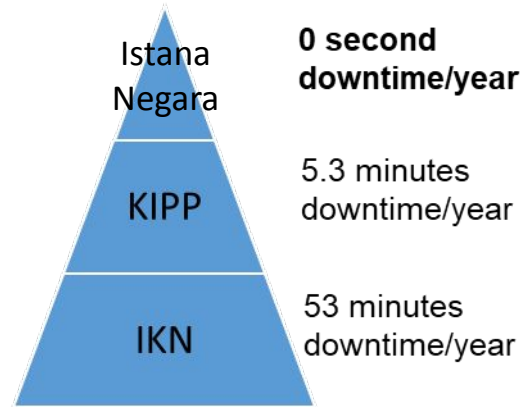 Istana
Negara
0 second
downtime/year
KIPP
5.3 minutes
downtime/year
IKN
53 minutes
downtime/year